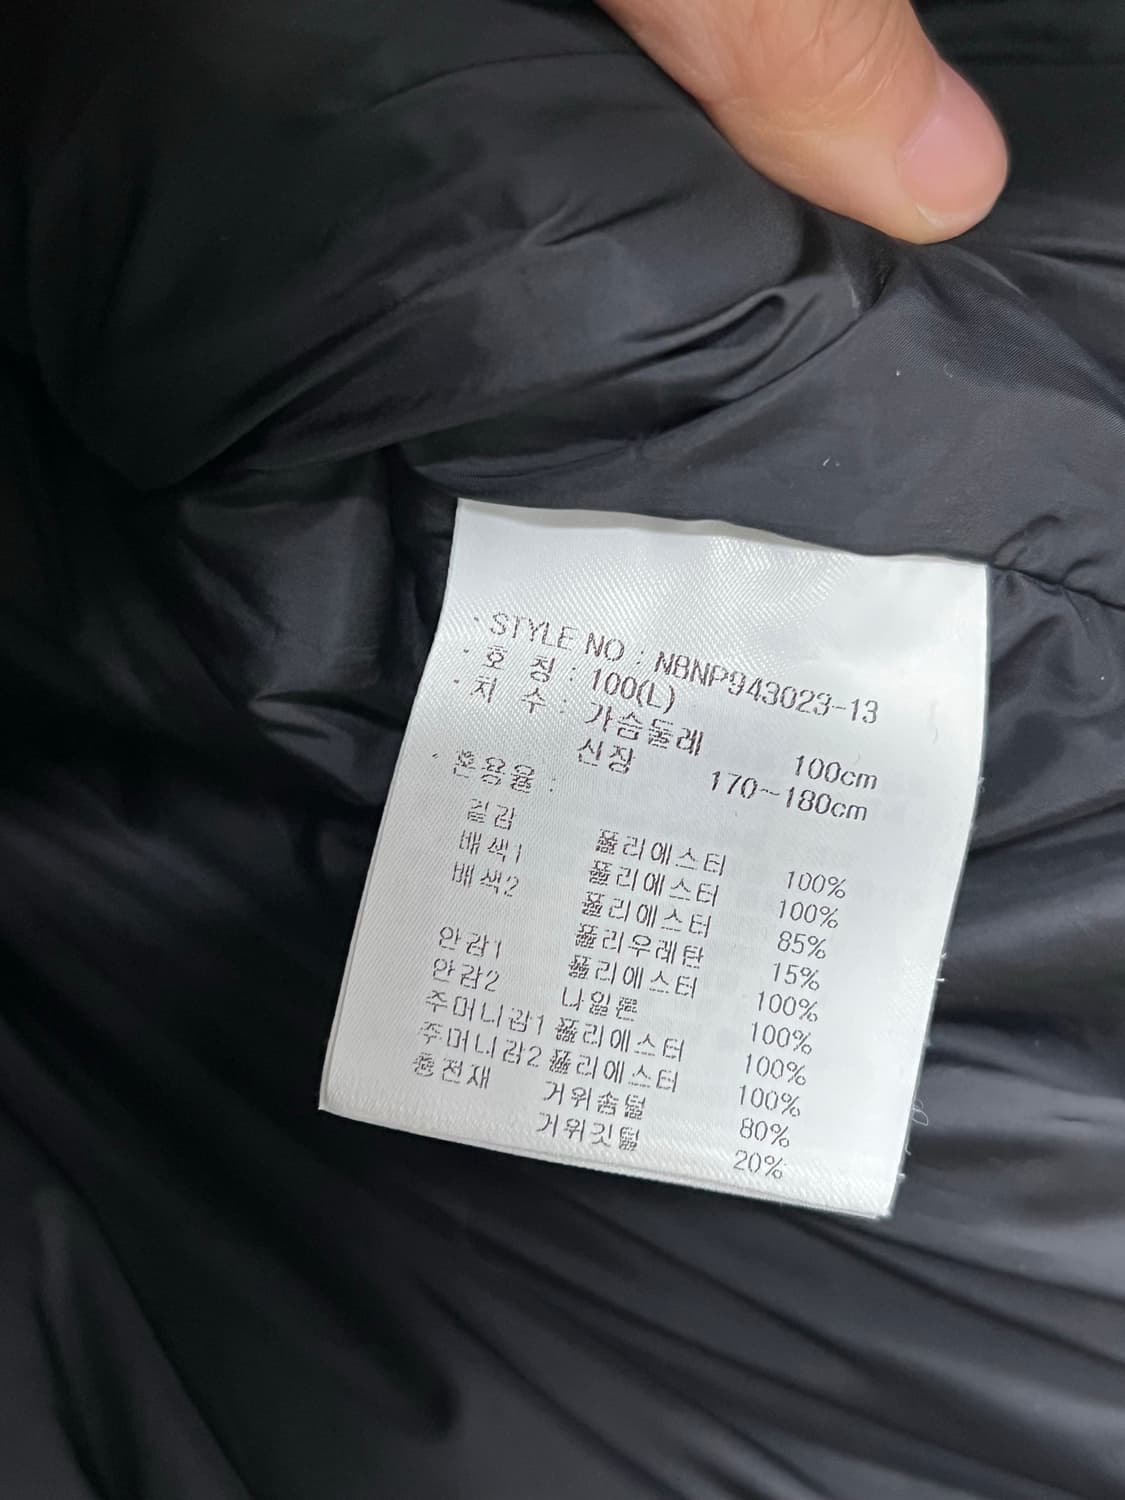 · STYLE NO : NBNP943023-13
· 호 칭 : 100(L)
· 치 수 : 가슴둘레 100cm
신장 170~180cm
· 혼용율 :
겉감 폴리에스터 100%
배색1 폴리에스터 100%
배색2 폴리에스터 85%
폴리우레탄 15%
안감1 폴리에스터 100%
안감2 나일론 100%
주머니감1 폴리에스터 100%
주머니감2 폴리에스터 100%
충전재 거위솜털 80%
거위깃털 20%